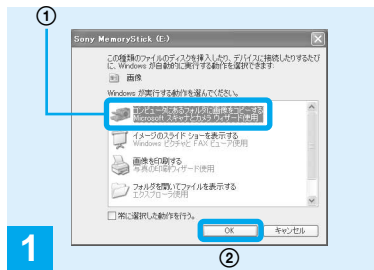 ①
Sony MemoryStick (E:)
この種類のファイルのディスクを挿入したり、デバイスに接続したりするたび
に、Windows が自動的に実行する動作を選択できます:
画像
Windows が実行する動作を選んでください。
コンピュータにあるフォルダに画像をコピーする
Microsoft スキャナとカメラ ウィザード使用
イメージのスライド ショーを表示する
Windows ピクチャと FAX ビューア使用
画像を印刷する
写真の印刷ウィザード使用
フォルダを開いてファイルを表示する
エクスプローラ使用
常に選択した動作を行う。
OK
キャンセル
1
②